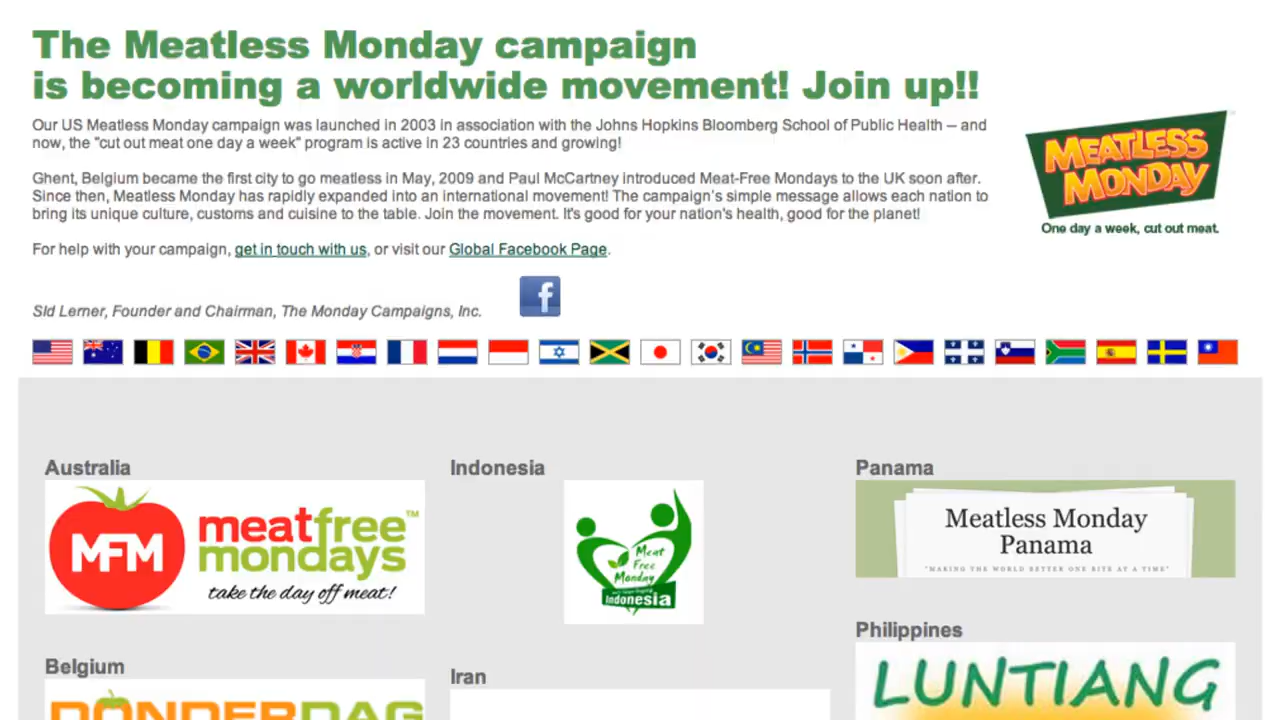 The Meatless Monday campaign
is becoming a worldwide movement! Join up!!
Our US Meatless Monday campaign was launched in 2003 in association with the Johns Hopkins Bloomberg School of Public Health – and
now, the "cut out meat one day a week" program is active in 23 countries and growing!
Ghent, Belgium became the first city to go meatless in May, 2009 and Paul McCartney introduced Meat-Free Mondays to the UK soon after.
Since then, Meatless Monday has rapidly expanded into an international movement! The campaign's simple message allows each nation to
bring its unique culture, customs and cuisine to the table. Join the movement. It's good for your nation's health, good for the planet!
For help with your campaign, get in touch with us, or visit our Global Facebook Page.
MEATLESS
MONDAY
One day a week, cut out meat.
Sid Lerner, Founder and Chairman, The Monday Campaigns, Inc.
f
Australia
MFM
meatfree™
mondays
take the day off meat!
Belgium
DONDERDAG
Indonesia
Meat
Free
Monday
Indonesia
Iran
Panama
Meatless Monday
Panama
"MAKING THE WORLD BETTER ONE BITE AT A TIME"
Philippines
LUNTIANG